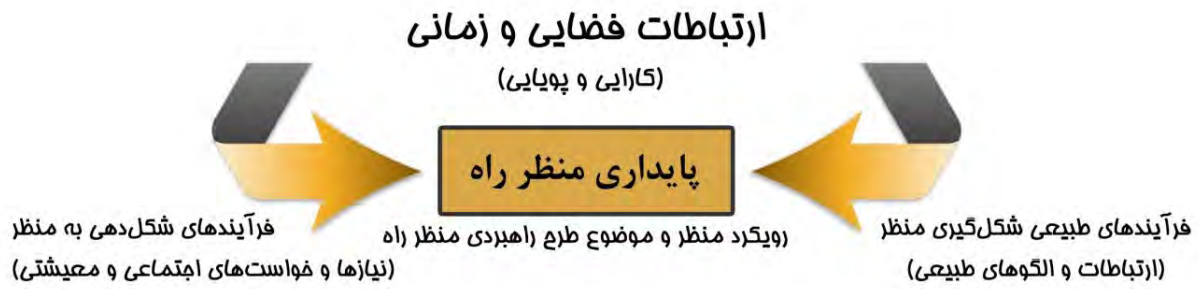 ارتباطات فضایی و زمانی
(کارایی و پویایی)
پایداری منظر راه
رویکرد منظر و موضوع طرح راهبردی منظر راه
فرآیندهای طبیعی شکل‌گیری منظر
(ارتباطات و الگوهای طبیعی)
فرآیندهای شکل‌دهی به منظر
(نیازها و خواست‌های اجتماعی و معیشتی)